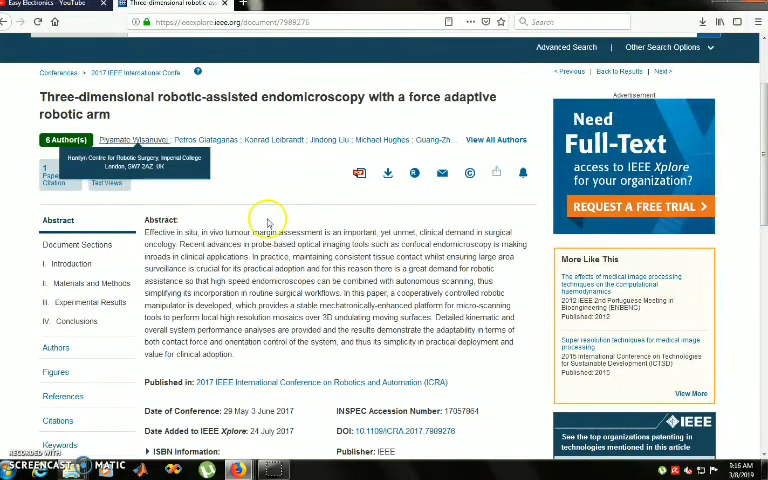 Easy Electronics - YouTube
Three-dimensional robotic-ass
https://ieeexplore.ieee.org/document/7989276
Search
Advanced Search
Other Search Options
Conferences > 2017 IEEE International Confe...
< Previous
Back to Results
Next >
Three-dimensional robotic-assisted endomicroscopy with a force adaptive
robotic arm
Advertisement
6 Author(s)
Piyamate Wisanuvej ; Petros Giataganas ; Konrad Leibrandt ; Jindong Liu ; Michael Hughes ; Guang-Zh...
View All Authors
Hamlyn Centre for Robotic Surgery, Imperial College
London, SW7 2AZ, UK
1
Paper
Citation
Text Views
Need
Full-Text
access to IEEE Xplore
for your organization?
REQUEST A FREE TRIAL >
Abstract
Document Sections
I. Introduction
II. Materials and Methods
III. Experimental Results
IV. Conclusions
Authors
Figures
References
Citations
Keywords
Abstract:
Effective in situ, in vivo tumour margin assessment is an important, yet unmet, clinical demand in surgical
oncology. Recent advances in probe-based optical imaging tools such as confocal endomicroscopy is making
inroads in clinical applications. In practice, maintaining consistent tissue contact whilst ensuring large area
surveillance is crucial for its practical adoption and for this reason there is a great demand for robotic
assistance so that high speed endomicroscopes can be combined with autonomous scanning, thus
simplifying its incorporation in routine surgical workflows. In this paper, a cooperatively controlled robotic
manipulator is developed, which provides a stable mechatronically-enhanced platform for micro-scanning
tools to perform local high resolution mosaics over 3D undulating moving surfaces. Detailed kinematic and
overall system performance analyses are provided and the results demonstrate the adaptability in terms of
both contact force and orientation control of the system, and thus its simplicity in practical deployment and
value for clinical adoption.
Published in: 2017 IEEE International Conference on Robotics and Automation (ICRA)
Date of Conference: 29 May-3 June 2017
INSPEC Accession Number: 17057864
Date Added to IEEE Xplore: 24 July 2017
DOI: 10.1109/ICRA.2017.7989276
ISBN Information:
Publisher: IEEE
More Like This
The effects of medical image processing
techniques on the computational
haemodynamics
2012 IEEE 2nd Portuguese Meeting in
Bioengineering (ENBENG)
Published: 2012
Super resolution techniques for medical image
processing
2015 International Conference on Technologies
for Sustainable Development (ICTSD)
Published: 2015
View More
IEEE
See the top organizations patenting in
technologies mentioned in this article
RECORDED WITH
SCREENCAST MATIC
9:16 AM
3/8/2019